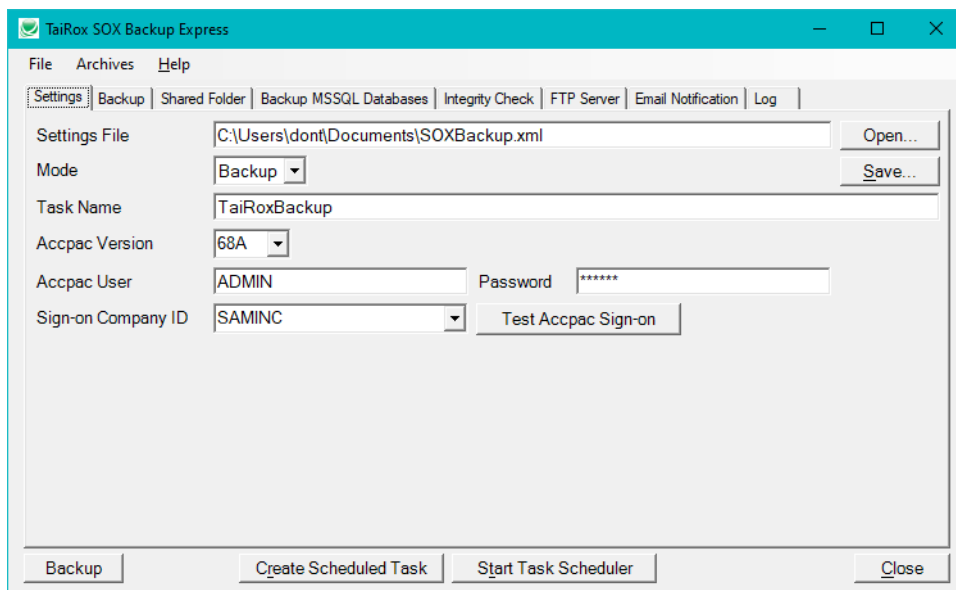 TaiRox SOX Backup Express
File Archives Help
Settings Backup Shared Folder Backup MSSQL Databases Integrity Check FTP Server Email Notification Log
Settings File C:\Users\dont\Documents\SOXBackup.xml Open...
Mode Backup Save...
Task Name TaiRoxBackup
Accpac Version 68A
Accpac User ADMIN Password ******
Sign-on Company ID SAMINC Test Accpac Sign-on
Backup Create Scheduled Task Start Task Scheduler Close